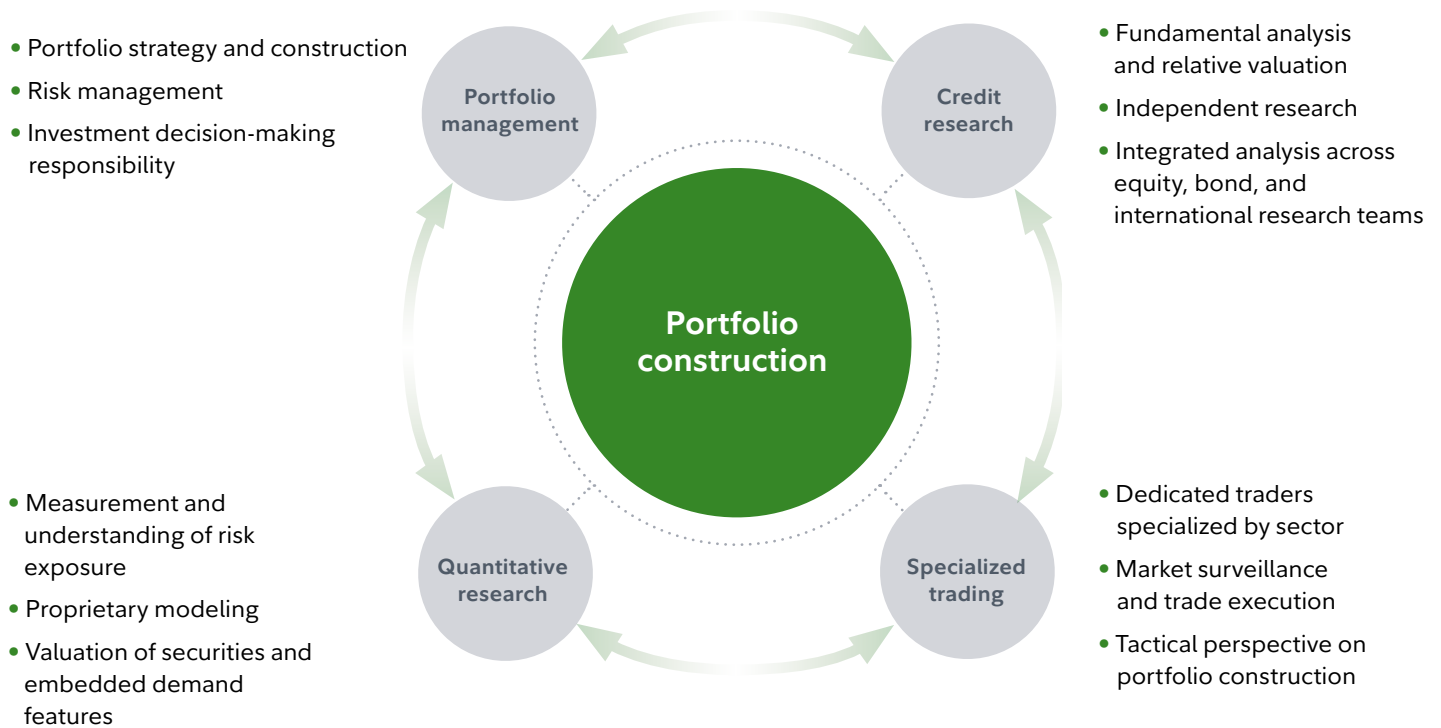 • Portfolio strategy and construction
• Risk management
• Investment decision-making
responsibility
Portfolio
management
Credit
research
• Fundamental analysis
and relative valuation
• Independent research
• Integrated analysis across
equity, bond, and
international research teams
Portfolio
construction
• Measurement and
understanding of risk
exposure
• Proprietary modeling
• Valuation of securities and
embedded demand
features
Quantitative
research
Specialized
trading
• Dedicated traders
specialized by sector
• Market surveillance
and trade execution
• Tactical perspective on
portfolio construction